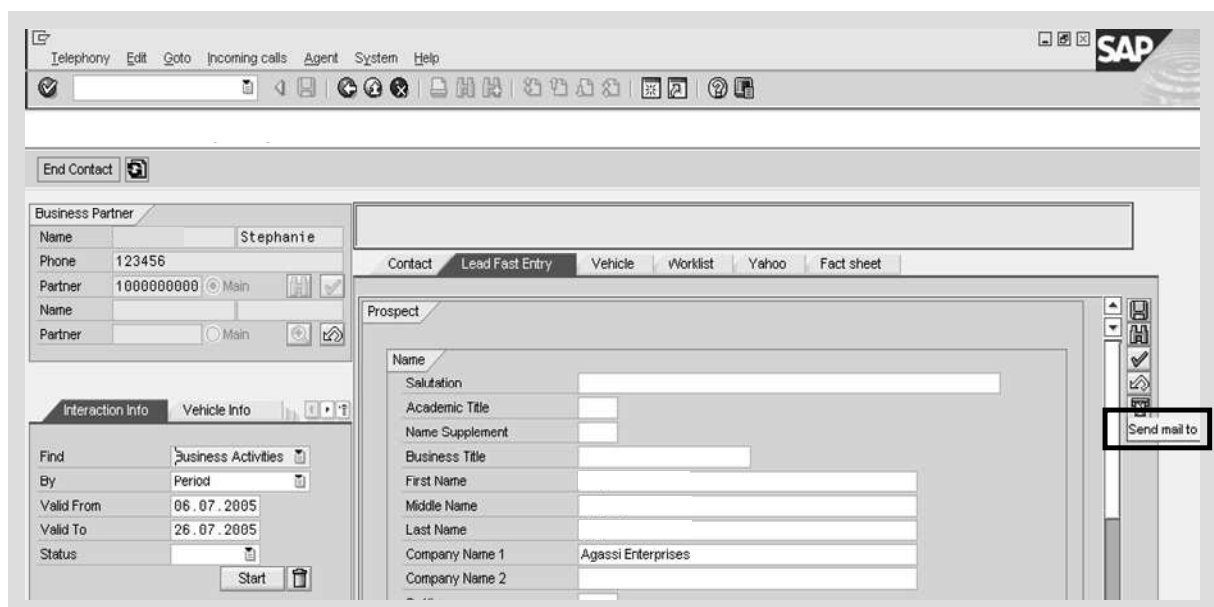 Telephony Edit Goto Incoming calls Agent System Help
SAP
End Contact
Business Partner
Name Stephanie
Phone 123456
Partner 1000000000 Main
Name
Partner Main
Interaction Info Vehicle Info
Find Business Activities
By Period
Valid From 06.07.2005
Valid To 26.07.2005
Status
Start
Contact Lead Fast Entry Vehicle Worklist Yahoo Fact sheet
Prospect
Name
Salutation
Academic Title
Name Supplement
Business Title
First Name
Middle Name
Last Name
Company Name 1 Agassi Enterprises
Company Name 2
Send mail to